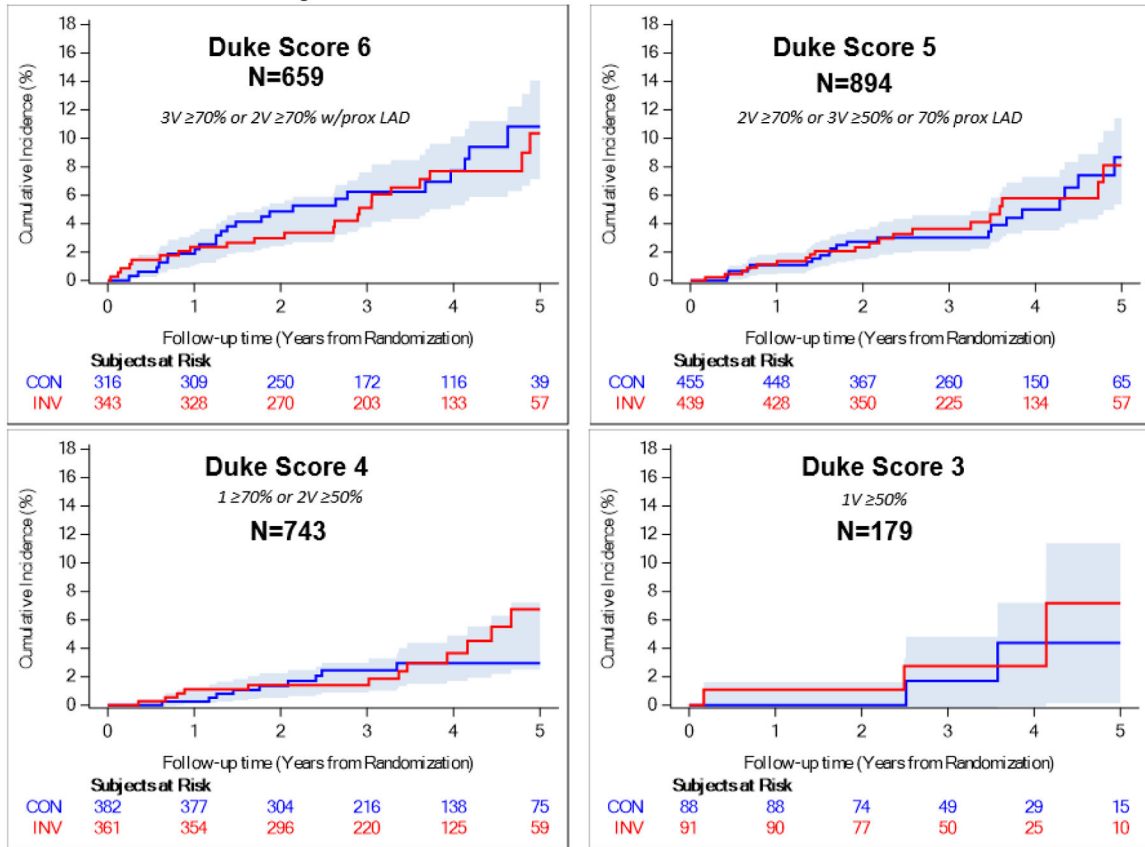 18
16
14
12
10
8
6
4
2
0
Cumulative Incidence (%)
Duke Score 6
N=659
3V ≥70% or 2V ≥70% w/prox LAD
0 1 2 3 4 5
Follow-up time (Years from Randomization)
Subjects at Risk
CON 316 309 250 172 116 39
INV 343 328 270 203 133 57
18
16
14
12
10
8
6
4
2
0
Cumulative Incidence (%)
Duke Score 5
N=894
2V ≥70% or 3V ≥50% or 70% prox LAD
0 1 2 3 4 5
Follow-up time (Years from Randomization)
Subjects at Risk
CON 455 448 367 260 150 65
INV 439 428 350 225 134 57
18
16
14
12
10
8
6
4
2
0
Cumulative Incidence (%)
Duke Score 4
1 ≥70% or 2V ≥50%
N=743
0 1 2 3 4 5
Follow-up time (Years from Randomization)
Subjects at Risk
CON 382 377 304 216 138 75
INV 361 354 296 220 125 59
18
16
14
12
10
8
6
4
2
0
Cumulative Incidence (%)
Duke Score 3
1V ≥50%
N=179
0 1 2 3 4 5
Follow-up time (Years from Randomization)
Subjects at Risk
CON 88 88 74 49 29 15
INV 91 90 77 50 25 10